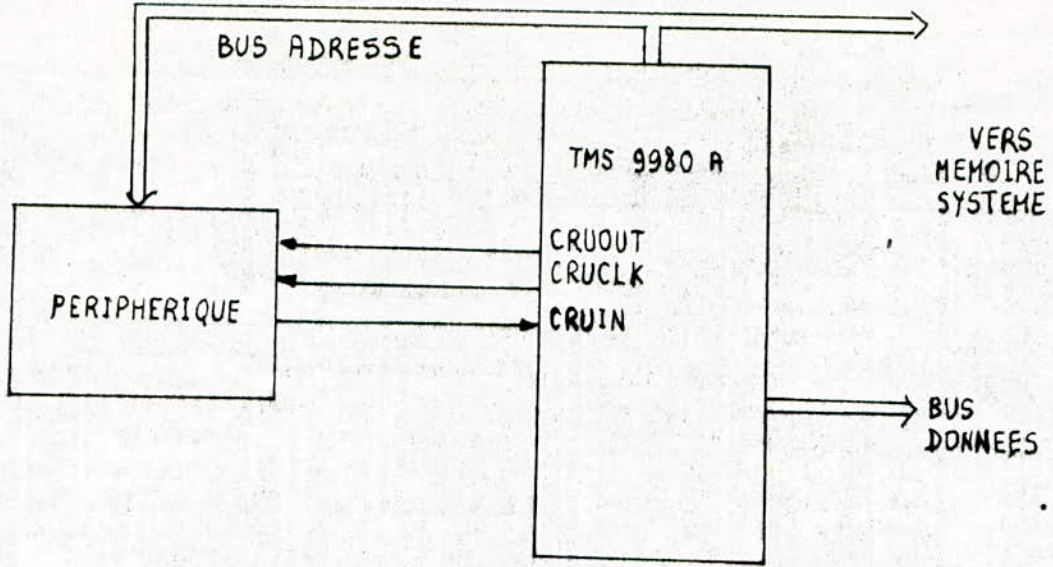 BUS ADRESSE
TMS 9980 A
VERS
MEMOIRE
SYSTEME
CRUOUT
CRUCLK
PERIPHERIQUE
CRUIN
BUS
DONNEES